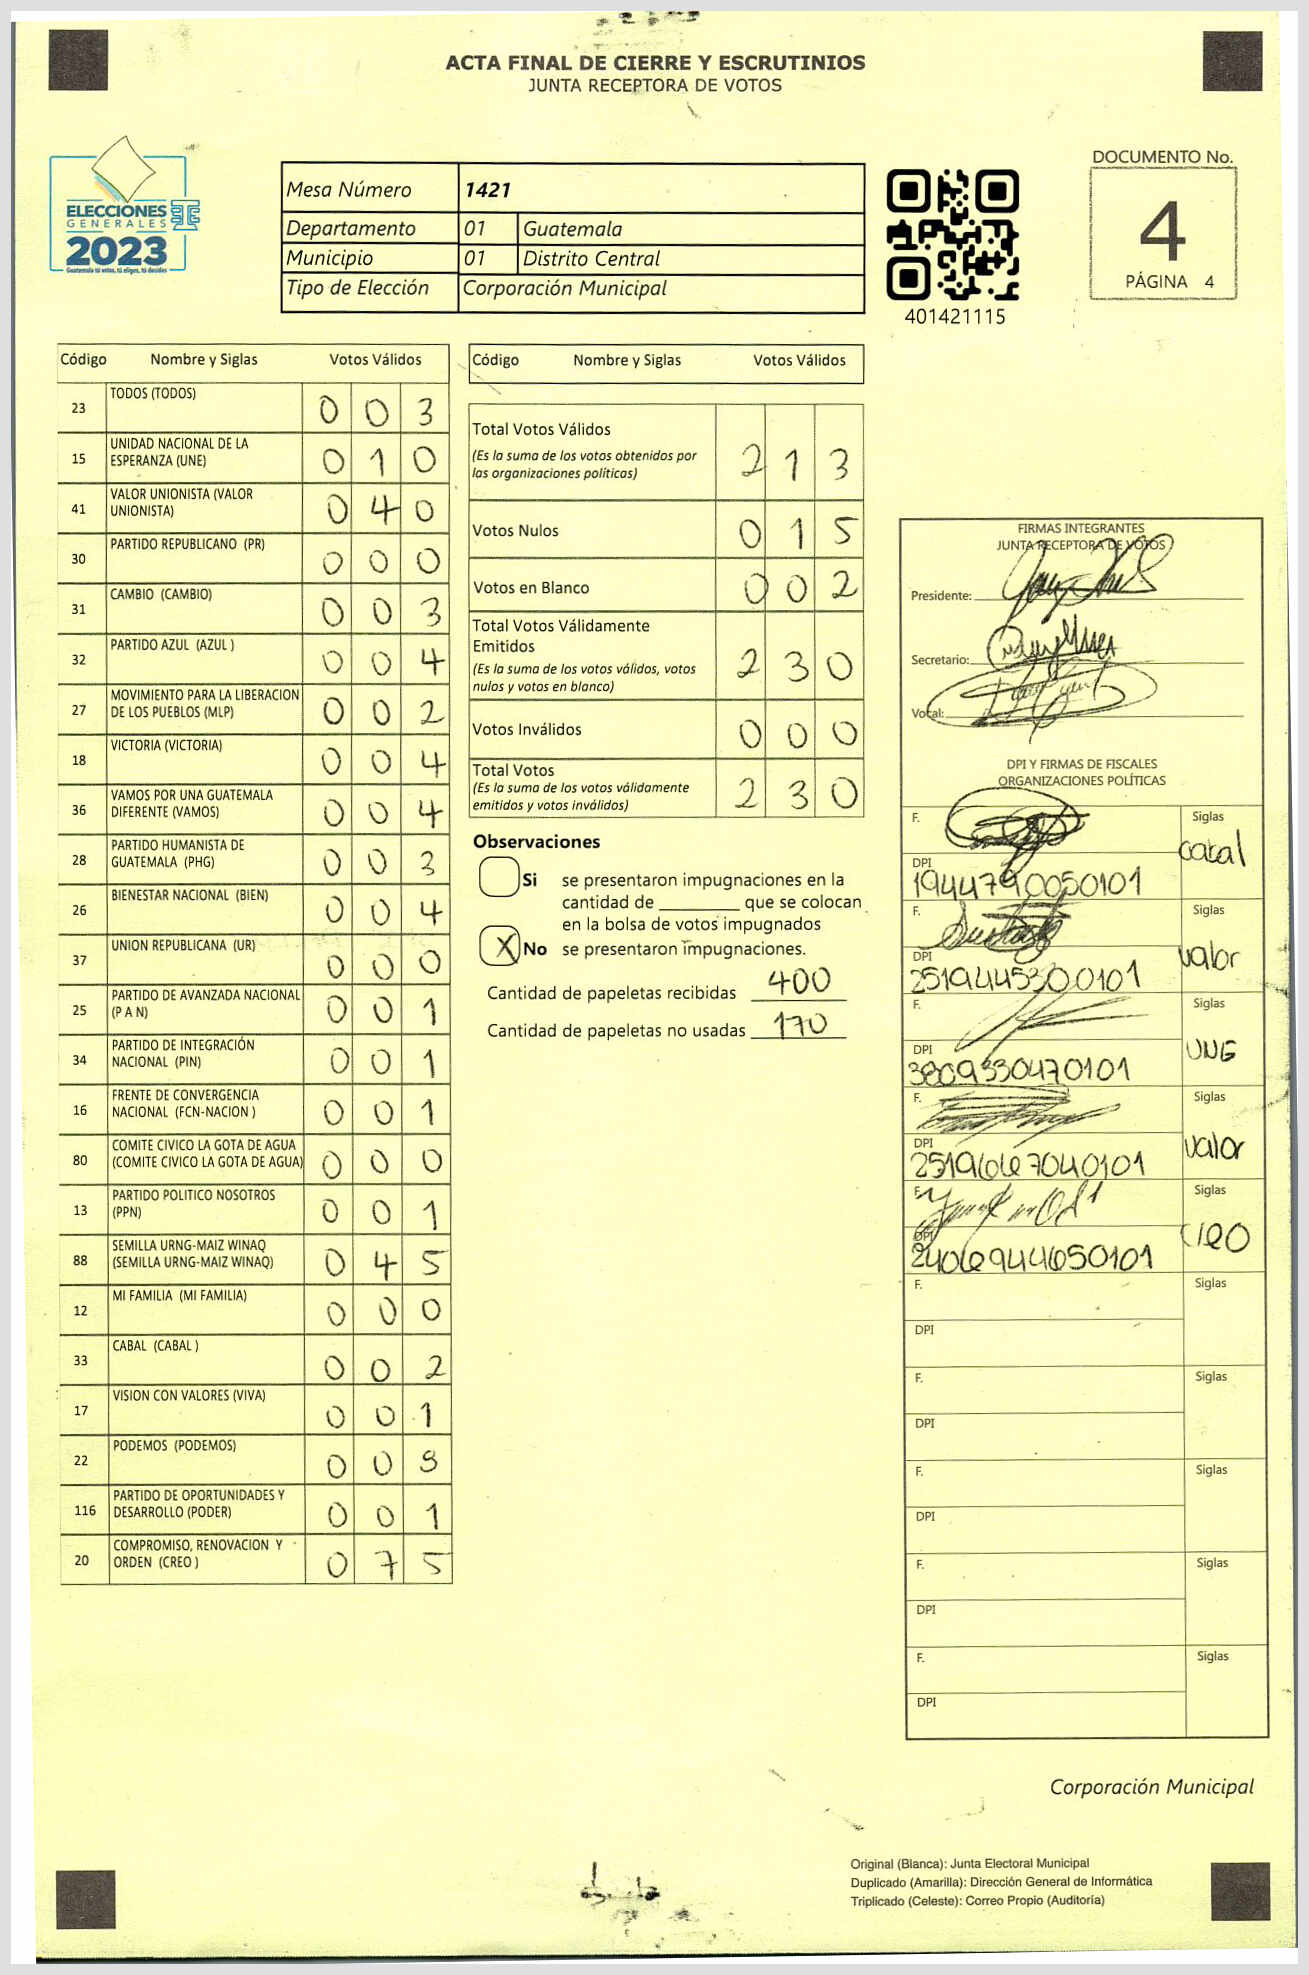 ACTA FINAL DE CIERRE Y ESCRUTINIOS
JUNTA RECEPTORA DE VOTOS
ELECCIONES
GENERALES
2023
Guatemala tú votas, tú eliges, tú decides
Mesa Número 1421
Departamento 01 Guatemala
Municipio 01 Distrito Central
Tipo de Elección Corporación Municipal
401421115
DOCUMENTO No.
4
PÁGINA 4
Código Nombre y Siglas Votos Válidos
23 TODOS (TODOS) 0 0 3
15 UNIDAD NACIONAL DE LA
ESPERANZA (UNE) 0 1 0
41 VALOR UNIONISTA (VALOR
UNIONISTA) 0 4 0
30 PARTIDO REPUBLICANO (PR) 0 0 0
31 CAMBIO (CAMBIO) 0 0 3
32 PARTIDO AZUL (AZUL ) 0 0 4
27 MOVIMIENTO PARA LA LIBERACION
DE LOS PUEBLOS (MLP) 0 0 2
18 VICTORIA (VICTORIA) 0 0 4
36 VAMOS POR UNA GUATEMALA
DIFERENTE (VAMOS) 0 0 4
28 PARTIDO HUMANISTA DE
GUATEMALA (PHG) 0 0 3
26 BIENESTAR NACIONAL (BIEN) 0 0 4
37 UNION REPUBLICANA (UR) 0 0 0
25 PARTIDO DE AVANZADA NACIONAL
(P A N) 0 0 1
34 PARTIDO DE INTEGRACIÓN
NACIONAL (PIN) 0 0 1
16 FRENTE DE CONVERGENCIA
NACIONAL (FCN-NACION ) 0 0 1
80 COMITE CIVICO LA GOTA DE AGUA
(COMITE CIVICO LA GOTA DE AGUA) 0 0 0
13 PARTIDO POLITICO NOSOTROS
(PPN) 0 0 1
88 SEMILLA URNG-MAIZ WINAQ
(SEMILLA URNG-MAIZ WINAQ) 0 4 5
12 MI FAMILIA (MI FAMILIA) 0 0 0
33 CABAL (CABAL ) 0 0 2
17 VISION CON VALORES (VIVA) 0 0 1
22 PODEMOS (PODEMOS) 0 0
116 PARTIDO DE OPORTUNIDADES Y
DESARROLLO (PODER) 0 0 1
20 COMPROMISO, RENOVACION Y
ORDEN (CREO ) 0 7 5
Código Nombre y Siglas Votos Válidos
Total Votos Válidos
(Es la suma de los votos obtenidos por
las organizaciones políticas) 2 1 3
Votos Nulos 0 1 5
Votos en Blanco 0 0 2
Total Votos Válidamente
Emitidos
(Es la suma de los votos válidos, votos
nulos y votos en blanco) 2 3 0
Votos Inválidos 0 0 0
Total Votos
(Es la suma de los votos válidamente
emitidos y votos inválidos) 2 3 0
Observaciones
Si se presentaron impugnaciones en la
cantidad de ________ que se colocan
en la bolsa de votos impugnados
X No se presentaron impugnaciones.
Cantidad de papeletas recibidas 400
Cantidad de papeletas no usadas 170
FIRMAS INTEGRANTES
JUNTA RECEPTORA DE VOTOS
Presidente:
Secretario:
Vocal:
DPI Y FIRMAS DE FISCALES
ORGANIZACIONES POLÍTICAS
F. Siglas
cabal
DPI
1944790050101
F. Siglas
valor
DPI
2519445300101
F. Siglas
UNE
DPI
3809330470101
F. Siglas
valor
DPI
2519667040101
F. Siglas
CREO
DPI
2406944650101
F. Siglas
DPI
F. Siglas
DPI
F. Siglas
DPI
F. Siglas
DPI
F. Siglas
DPI
Corporación Municipal
Original (Blanca): Junta Electoral Municipal
Duplicado (Amarilla): Dirección General de Informática
Triplicado (Celeste): Correo Propio (Auditoría)